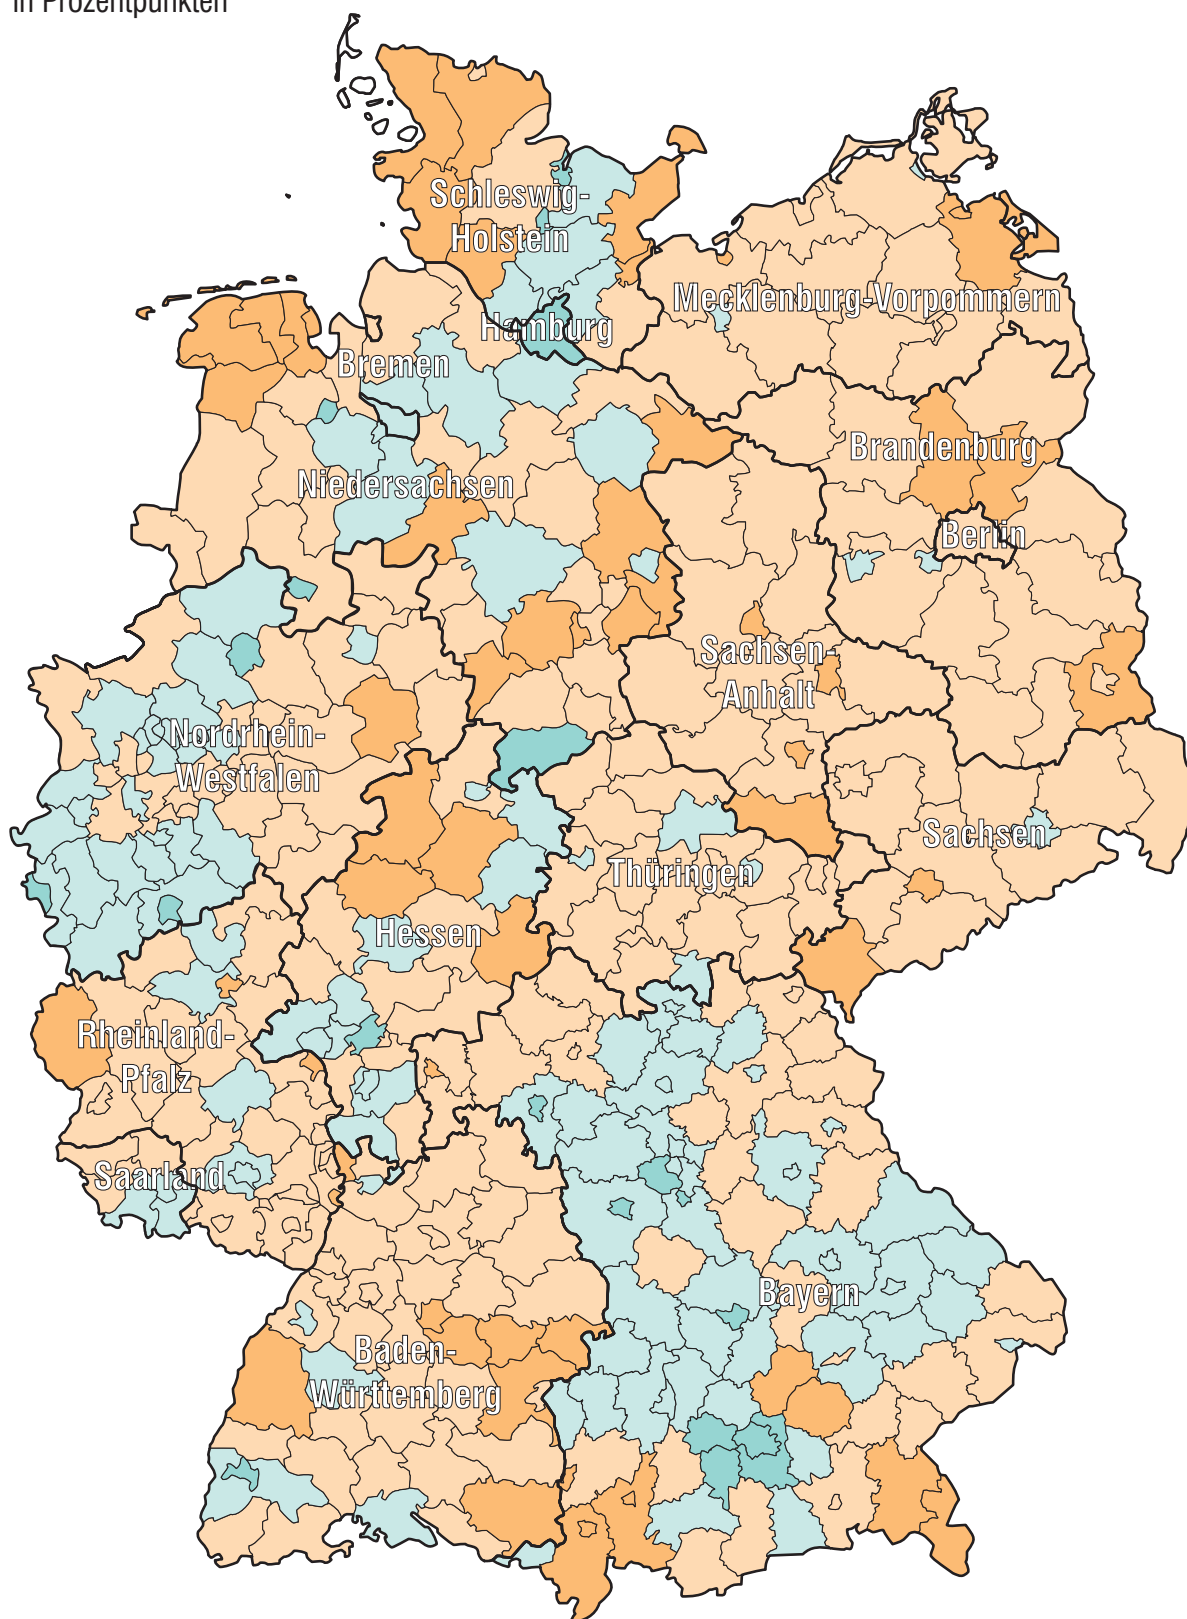 in Prozentpunkten
Schleswig-
Holstein
Mecklenburg-Vorpommern
Hamburg
Bremen
Brandenburg
Niedersachsen
Berlin
Sachsen-
Anhalt
Nordrhein-
Westfalen
Sachsen
Thüringen
Hessen
Rheinland-
Pfalz
Saarland
Bayern
Baden-
Württemberg